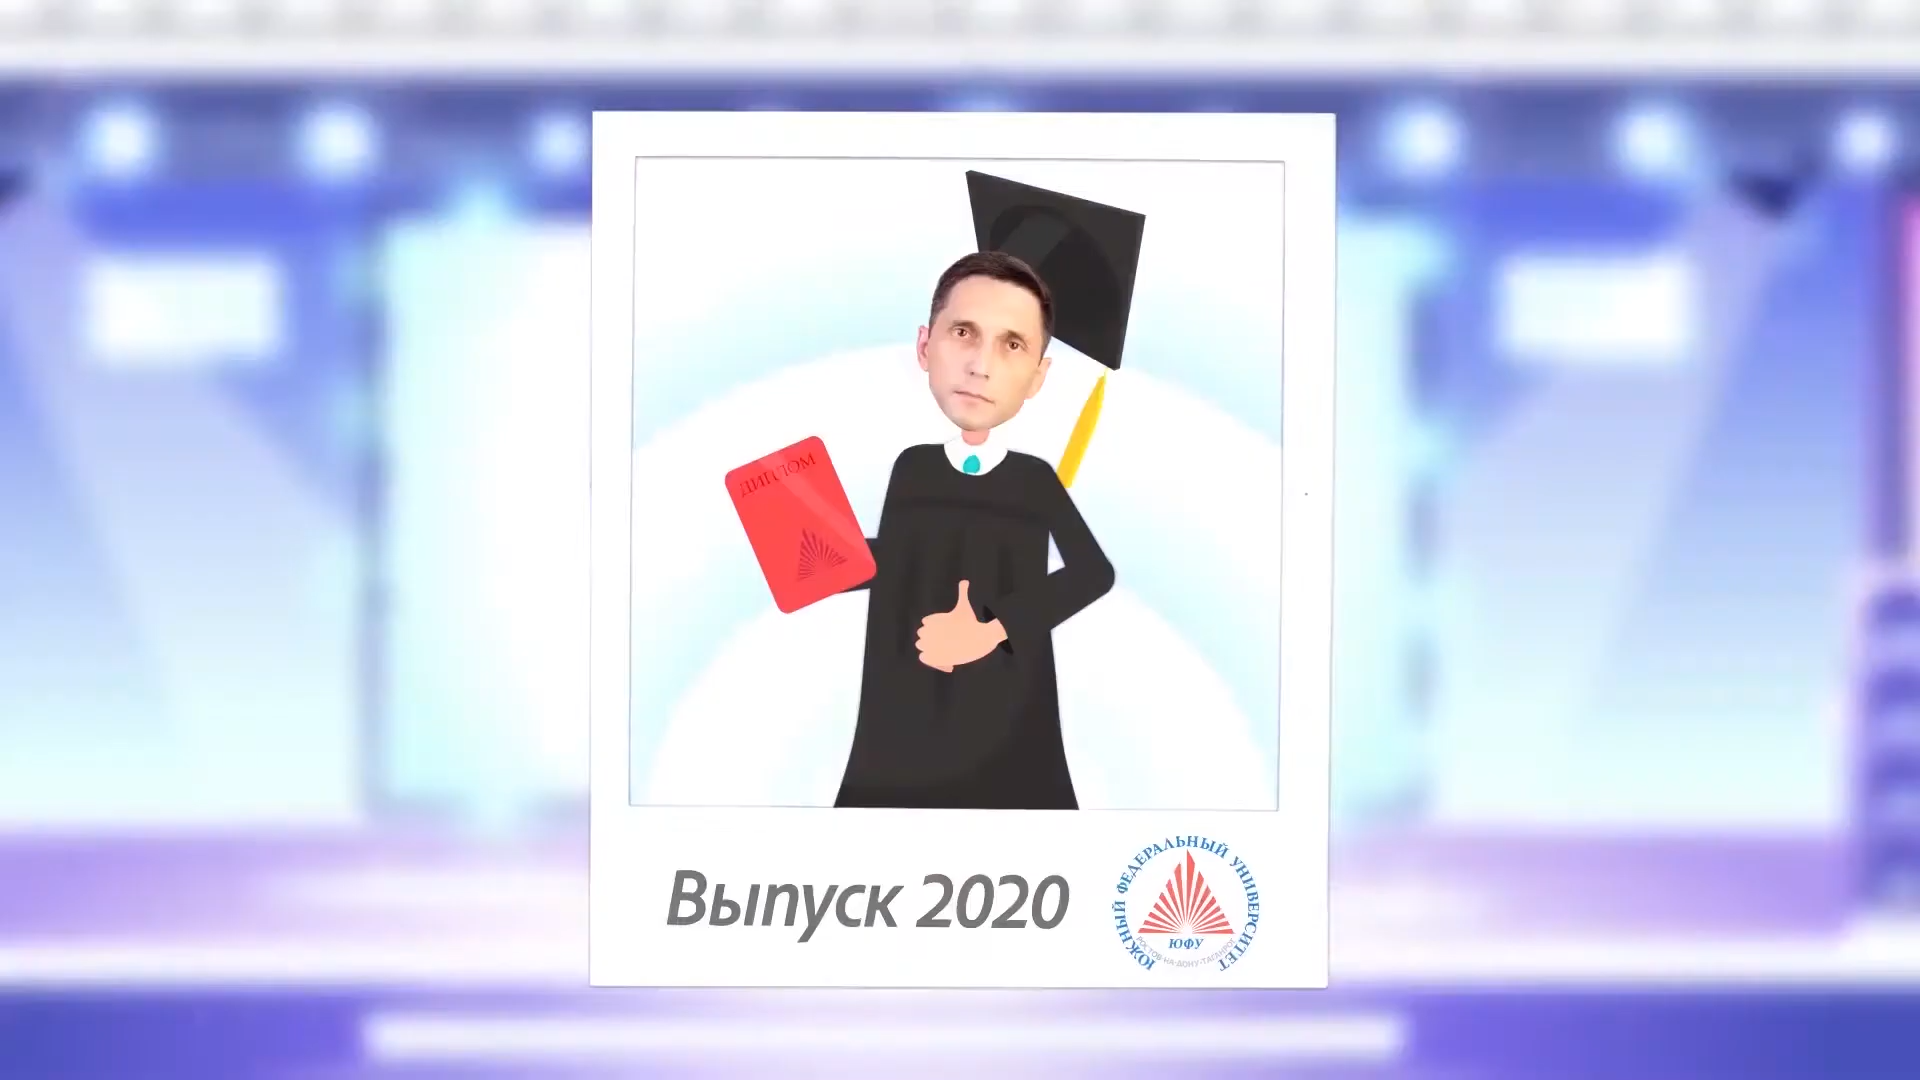 ДИПЛОМ
Выпуск 2020
ЮЖНЫЙ ФЕДЕРАЛЬНЫЙ УНИВЕРСИТЕТ
ЮФУ
РОСТОВ-НА-ДОНУ-ТАГАНРОГ